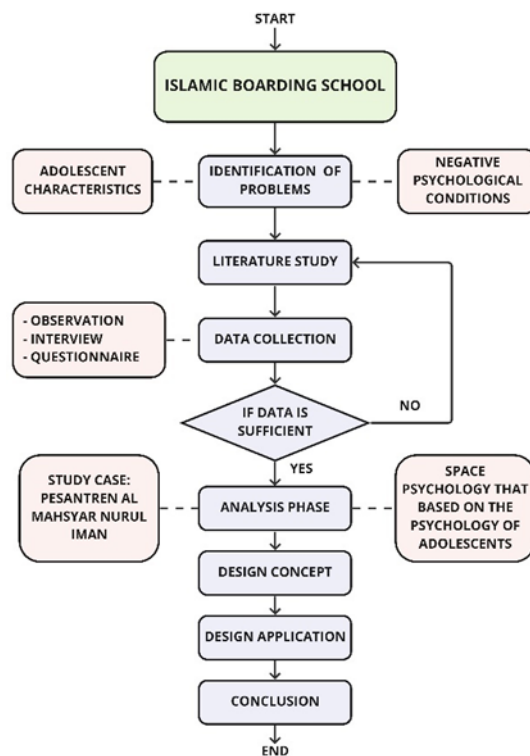 START
ISLAMIC BOARDING SCHOOL
ADOLESCENT
CHARACTERISTICS
IDENTIFICATION OF
PROBLEMS
NEGATIVE
PSYCHOLOGICAL
CONDITIONS
LITERATURE STUDY
- OBSERVATION
- INTERVIEW
- QUESTIONNAIRE
DATA COLLECTION
IF DATA IS
SUFFICIENT
NO
YES
STUDY CASE:
PESANTREN AL
MAHSYAR NURUL
IMAN
ANALYSIS PHASE
SPACE
PSYCHOLOGY THAT
BASED ON THE
PSYCHOLOGY OF
ADOLESCENTS
DESIGN CONCEPT
DESIGN APPLICATION
CONCLUSION
END